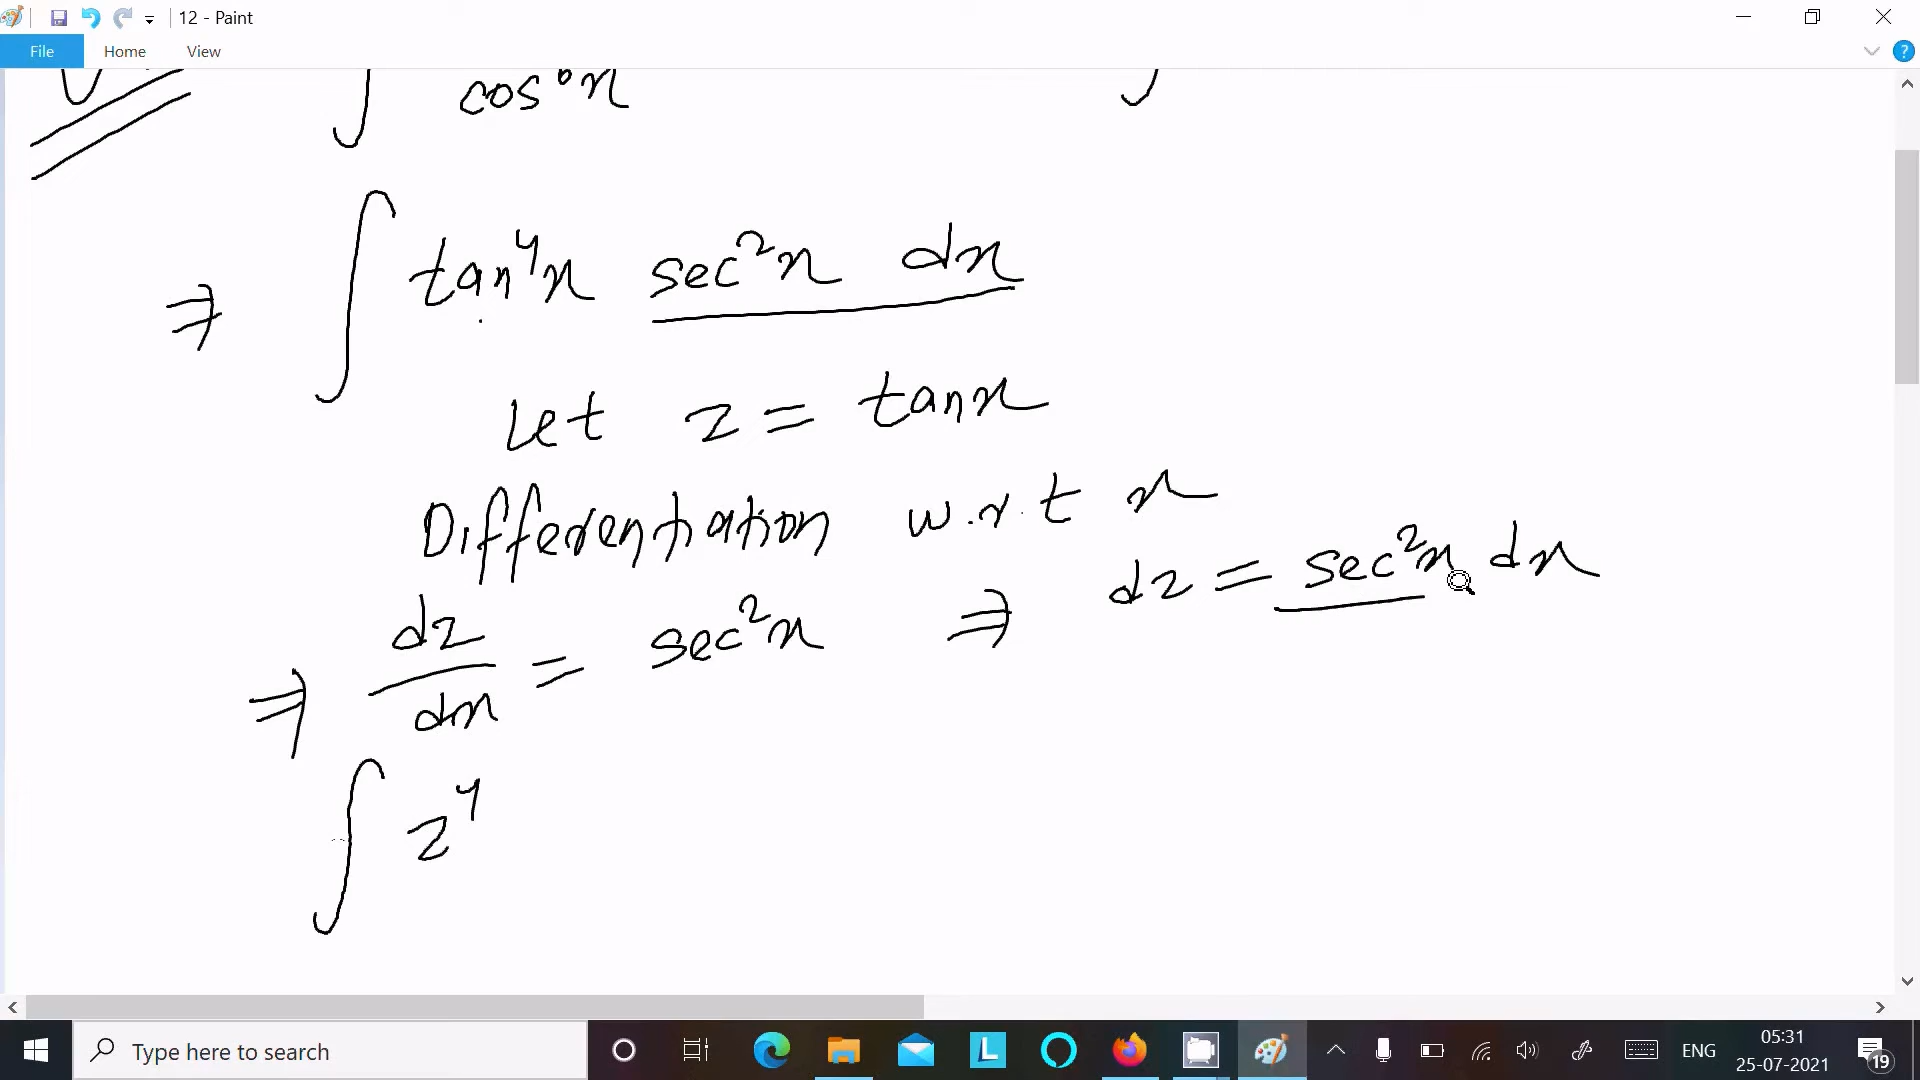 12 - Paint
File Home View
∫ cos⁶x
⇒ ∫ tan⁴x sec²x dx
Let z = tanx
Differentiation w.r.t x
⇒ dz/dx = sec²x ⇒ dz = sec²x dx
∫ z⁴
Type here to search
ENG
05:31
25-07-2021
19